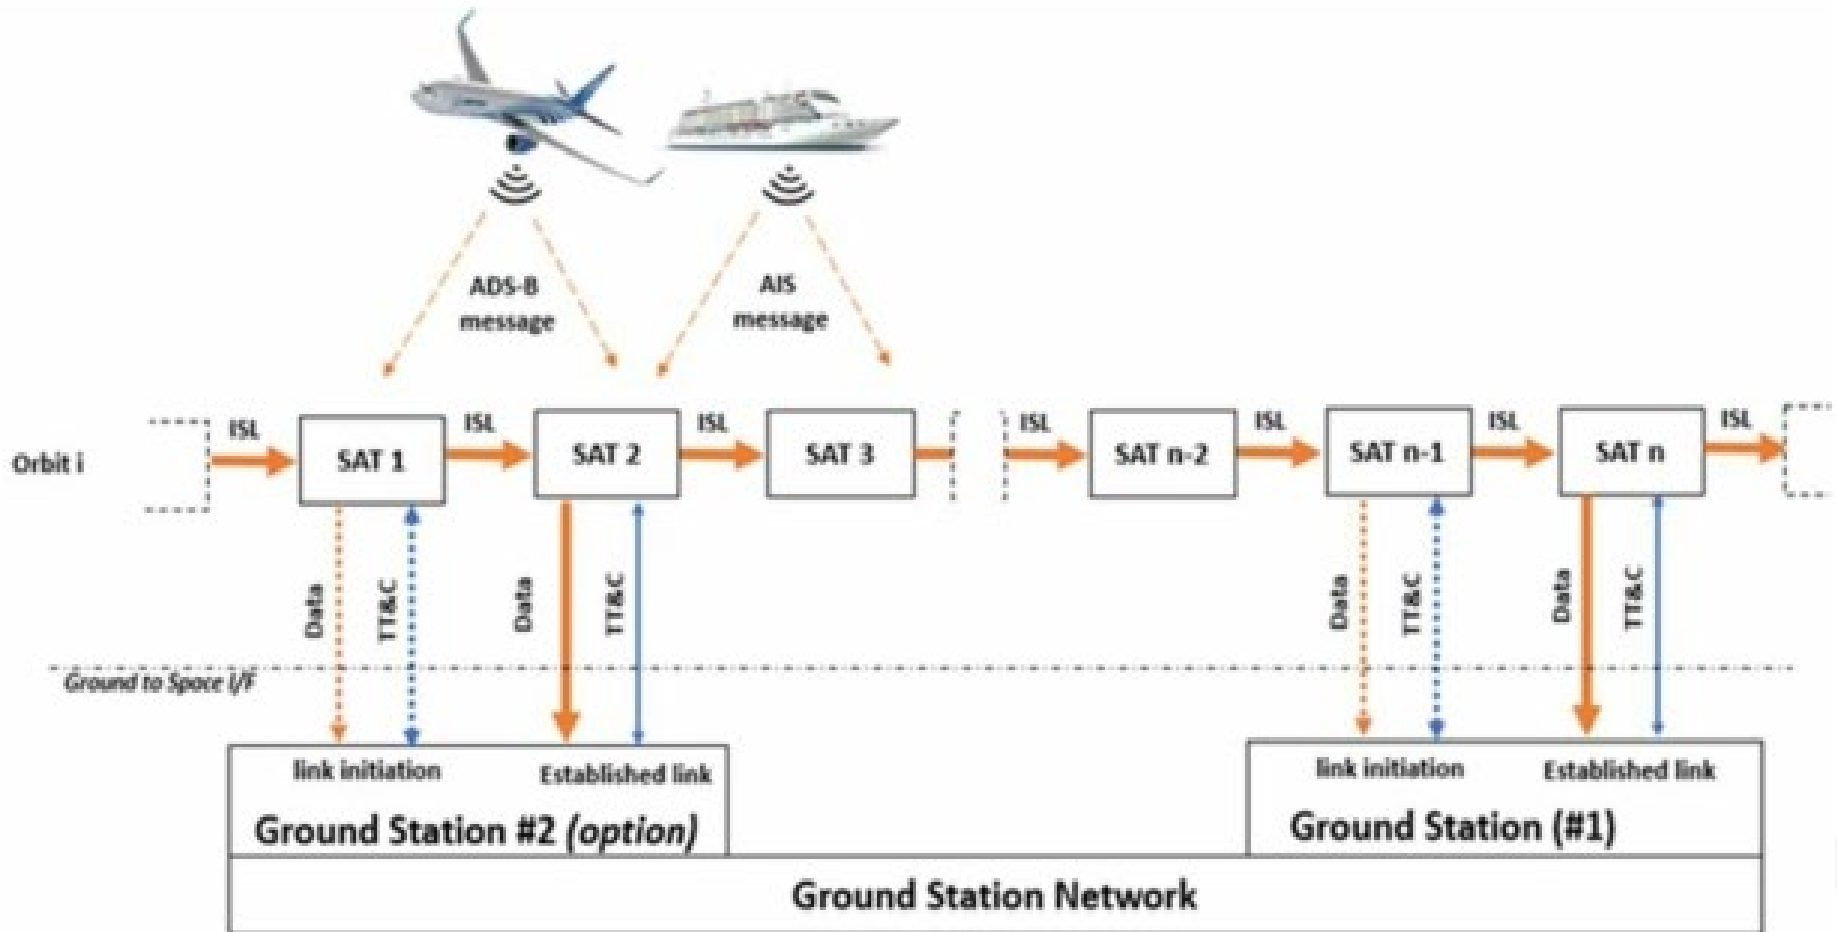 ADS-B
message
AIS
message
Orbit i
ISL
SAT 1
ISL
SAT 2
ISL
SAT 3
ISL
SAT n-2
ISL
SAT n-1
ISL
SAT n
ISL
Data
TT&C
Data
TT&C
Data
TT&C
Data
TT&C
Ground to Space I/F
link initiation
Established link
Ground Station #2 (option)
link initiation
Established link
Ground Station (#1)
Ground Station Network